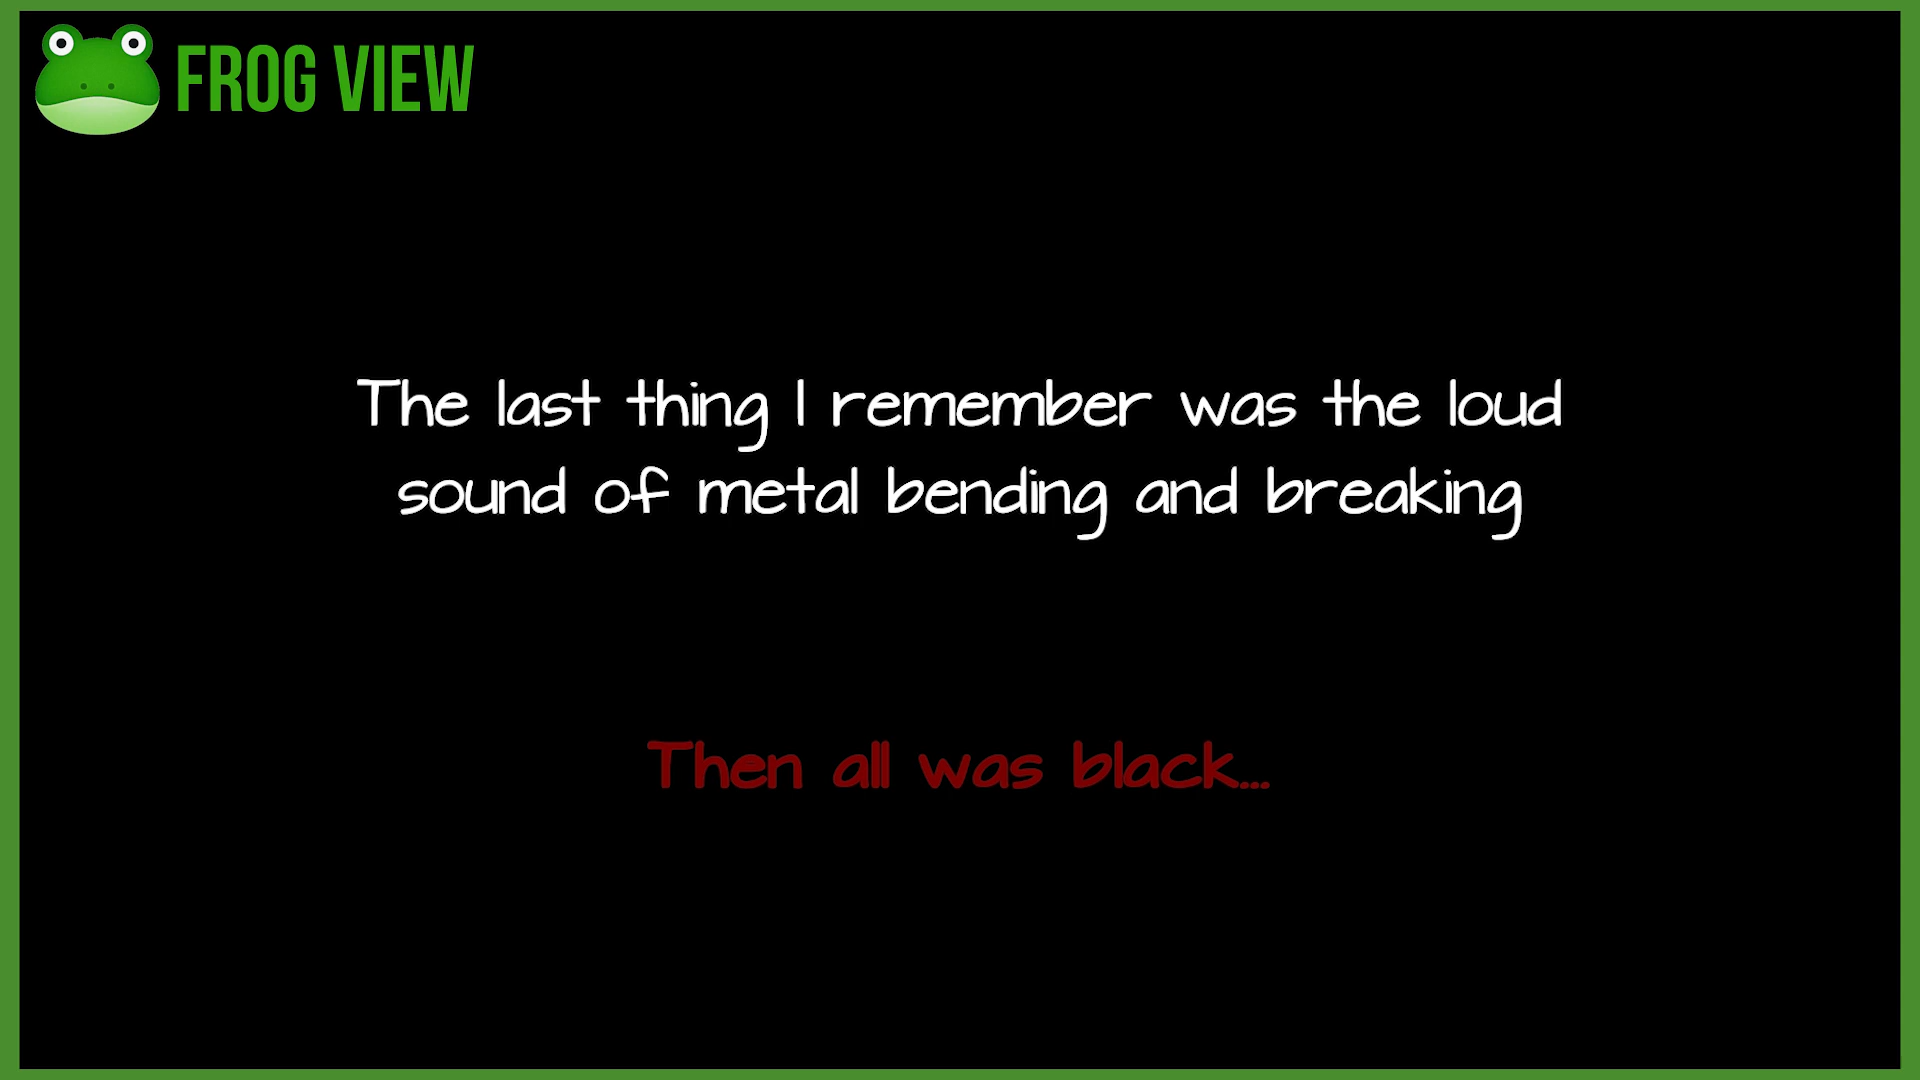 FROG VIEW
The last thing I remember was the loud
sound of metal bending and breaking
Then all was black...